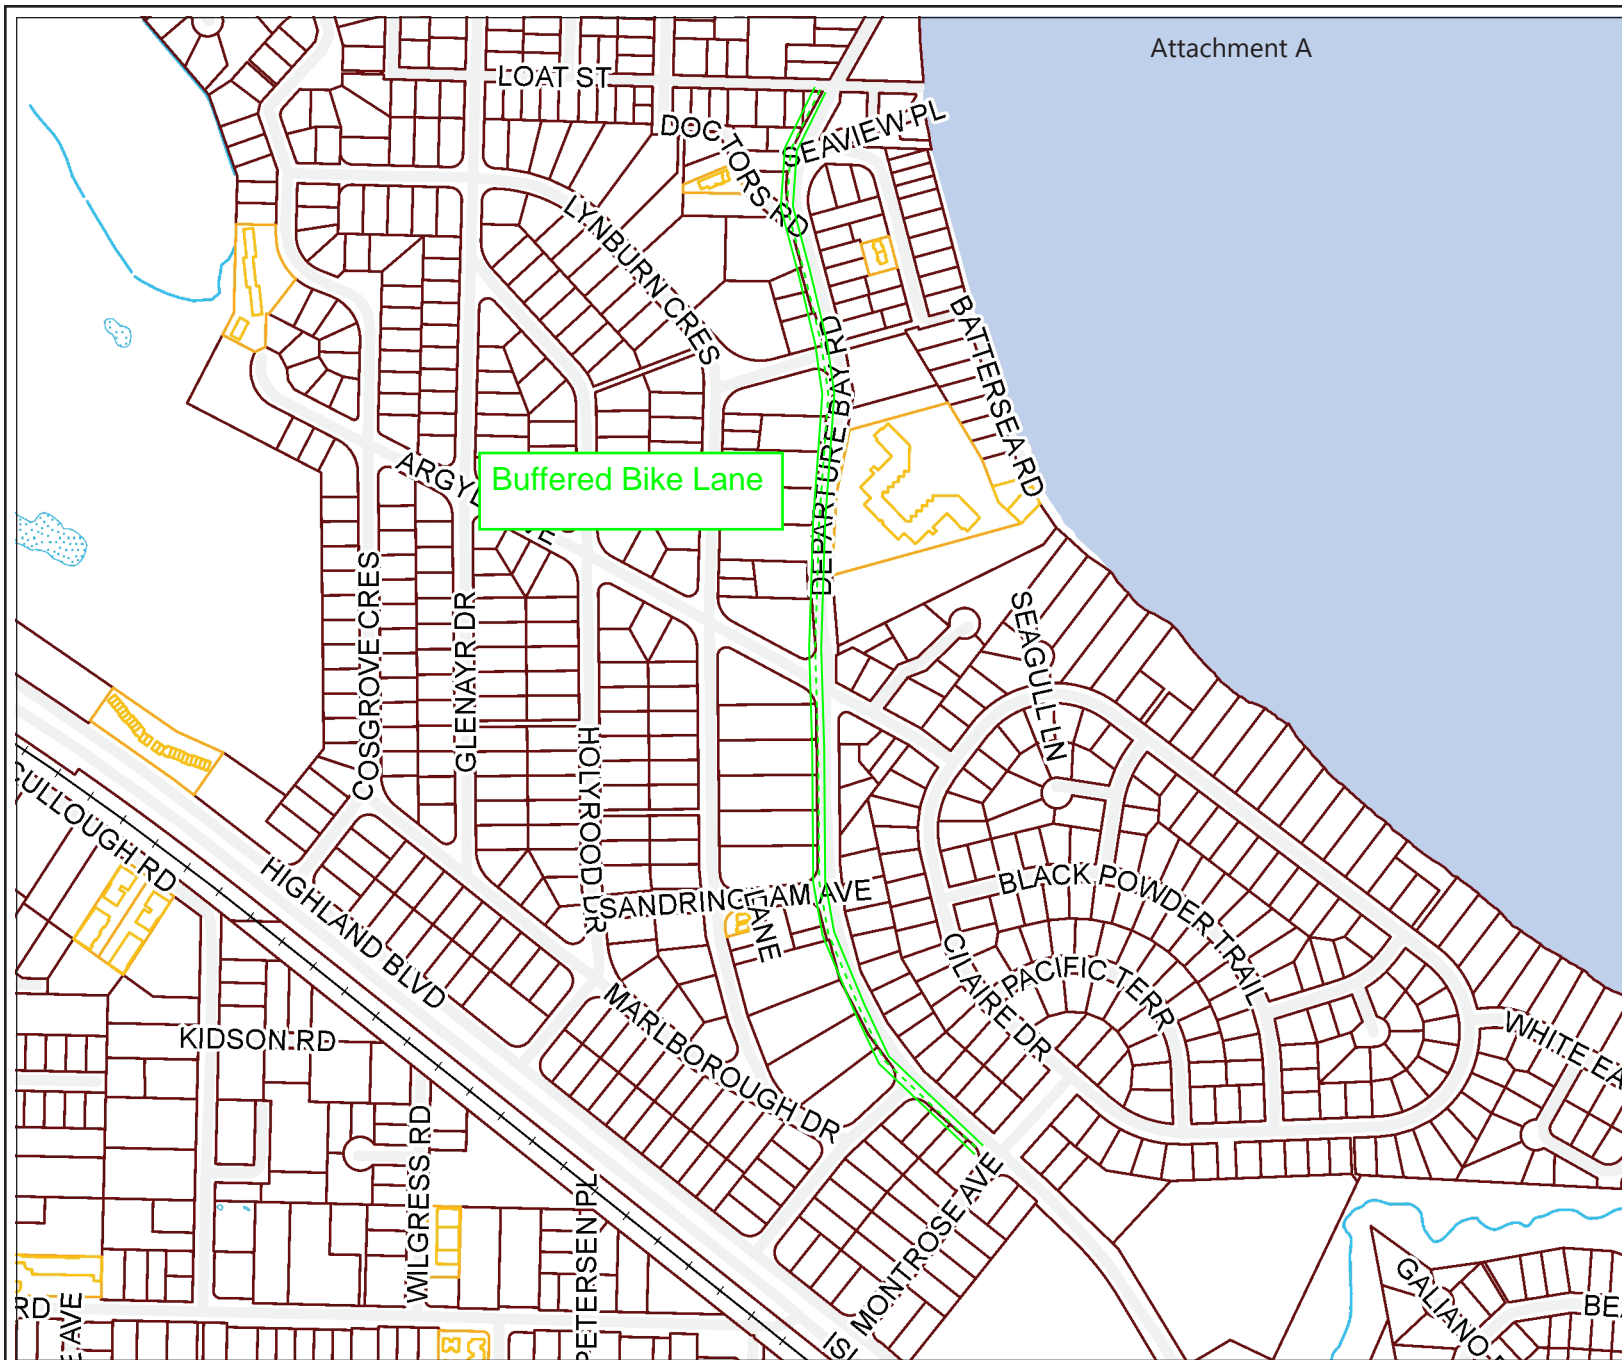 Attachment A
LOAT ST
SEAVIEW PL
DOCTORS RD
LYNBURN CRES
BATTERSEA RD
DEPARTURE BAY RD
Buffered Bike Lane
COSGROVE CRES
GLENAYR DR
SEAGULL LN
HOLYROOD DR
CULLOUGH RD
HIGHLAND BLVD
SANDRINGHAM AVE
LANE
BLACK POWDER TRAIL
CILAIRE DR
PACIFIC TERR
MARLBOROUGH DR
KIDSON RD
WHITE EA
WILGRESS RD
PETERSEN PL
MONTROSE AVE
GALIANO
BE
RD
E AVE
ISL